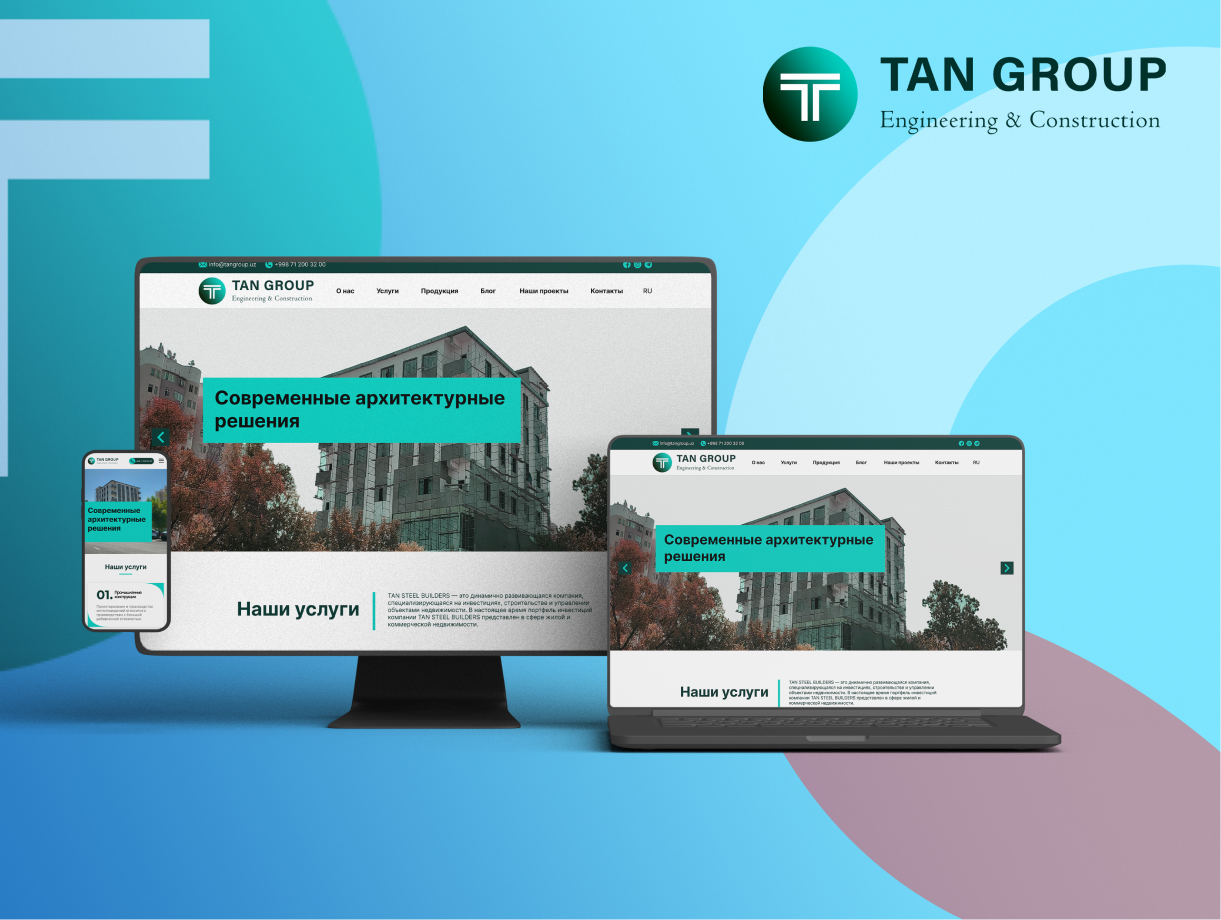 TAN GROUP
Engineering & Construction
info@tangroup.uz +998 71 200 32 00
TAN GROUP
Engineering & Construction
О нас Услуги Продукция Блог Наши проекты Контакты RU
Современные архитектурные
решения
Наши услуги
TAN STEEL BUILDERS — это динамично развивающаяся компания,
специализирующаяся на инвестициях, строительстве и управлении
объектами недвижимости. В настоящее время портфель инвестиций
компании TAN STEEL BUILDERS представлен в сфере жилой и
коммерческой недвижимости.
TAN GROUP
Современные
архитектурные
решения
Наши услуги
01.
info@tangroup.uz +998 71 200 32 00
TAN GROUP
Engineering & Construction
О нас Услуги Продукция Блог Наши проекты Контакты RU
Современные архитектурные
решения
Наши услуги
TAN STEEL BUILDERS — это динамично развивающаяся компания,
специализирующаяся на инвестициях, строительстве и управлении
объектами недвижимости. В настоящее время портфель инвестиций
компании TAN STEEL BUILDERS представлен в сфере жилой и
коммерческой недвижимости.